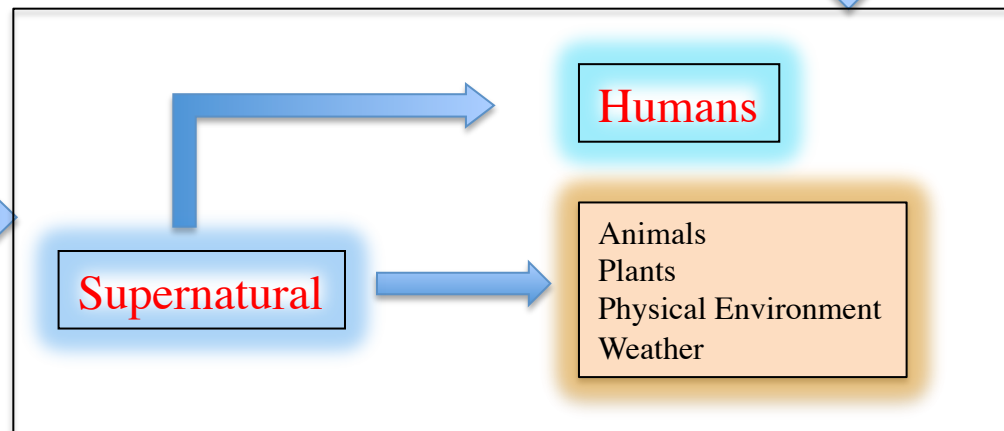 Humans
Supernatural
Animals
Plants
Physical Environment
Weather